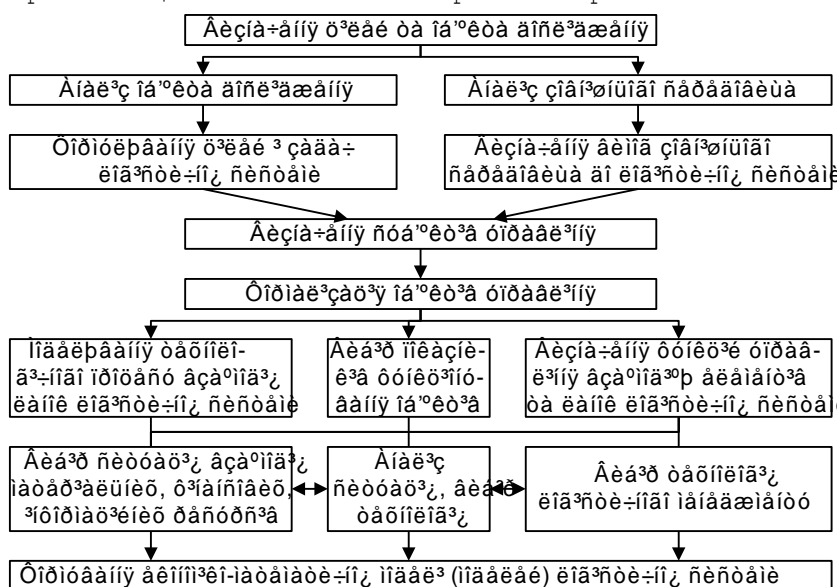 Âèçíà÷åííÿ ö³ëåé òà îá’ºêòà äîñë³äæåííÿ
Àíàë³ç îá’ºêòà äîñë³äæåííÿ
Àíàë³ç çîâí³øíüîãî ñåðåäîâèùà
Ôîðìóëþâàííÿ ö³ëåé ³ çàäà÷
ëîã³ñòè÷íî¿ ñèñòåìè
Âèçíà÷åííÿ âèìîã çîâí³øíüîãî
ñåðåäîâèùà äî ëîã³ñòè÷íî¿ ñèñòåìè
Âèçíà÷åííÿ ñóá’ºêò³â óïðàâë³ííÿ
Ôîðìàë³çàö³ÿ îá’ºêò³â óïðàâë³ííÿ
Ìîäåëþâàííÿ òåõíîëî-
ã³÷íîãî ïðîöåñó âçàºìîä³¿
ëàíîê ëîã³ñòè÷íî¿ ñèñòåìè
Âèá³ð ïîêàçíè-
ê³â ôóíêö³îíó-
âàííÿ îá’ºêò³â
Âèçíà÷åííÿ ôóíêö³é óïðàâ-
ë³ííÿ âçàºìîä³ºþ åëåìåíò³â
òà ëàíîê ëîã³ñòè÷íî¿ ñèñòåìè
Âèá³ð ñèòóàö³¿ âçàºìîä³¿
ìàòåð³àëüíèõ, ô³íàíñîâèõ,
³íôîðìàö³éíèõ ðåñóðñ³â
Àíàë³ç
ñèòóàö³¿, âèá³ð
òåõíîëîã³¿
Âèá³ð òåõíîëîã³¿
ëîã³ñòè÷íîãî ìåíåäæìåíòó
Ôîðìóâàííÿ åêîíîì³êî-ìàòåìàòè÷íî¿ ìîäåë³ (ìîäåëåé) ëîã³ñòè÷íî¿ ñèñòåìè